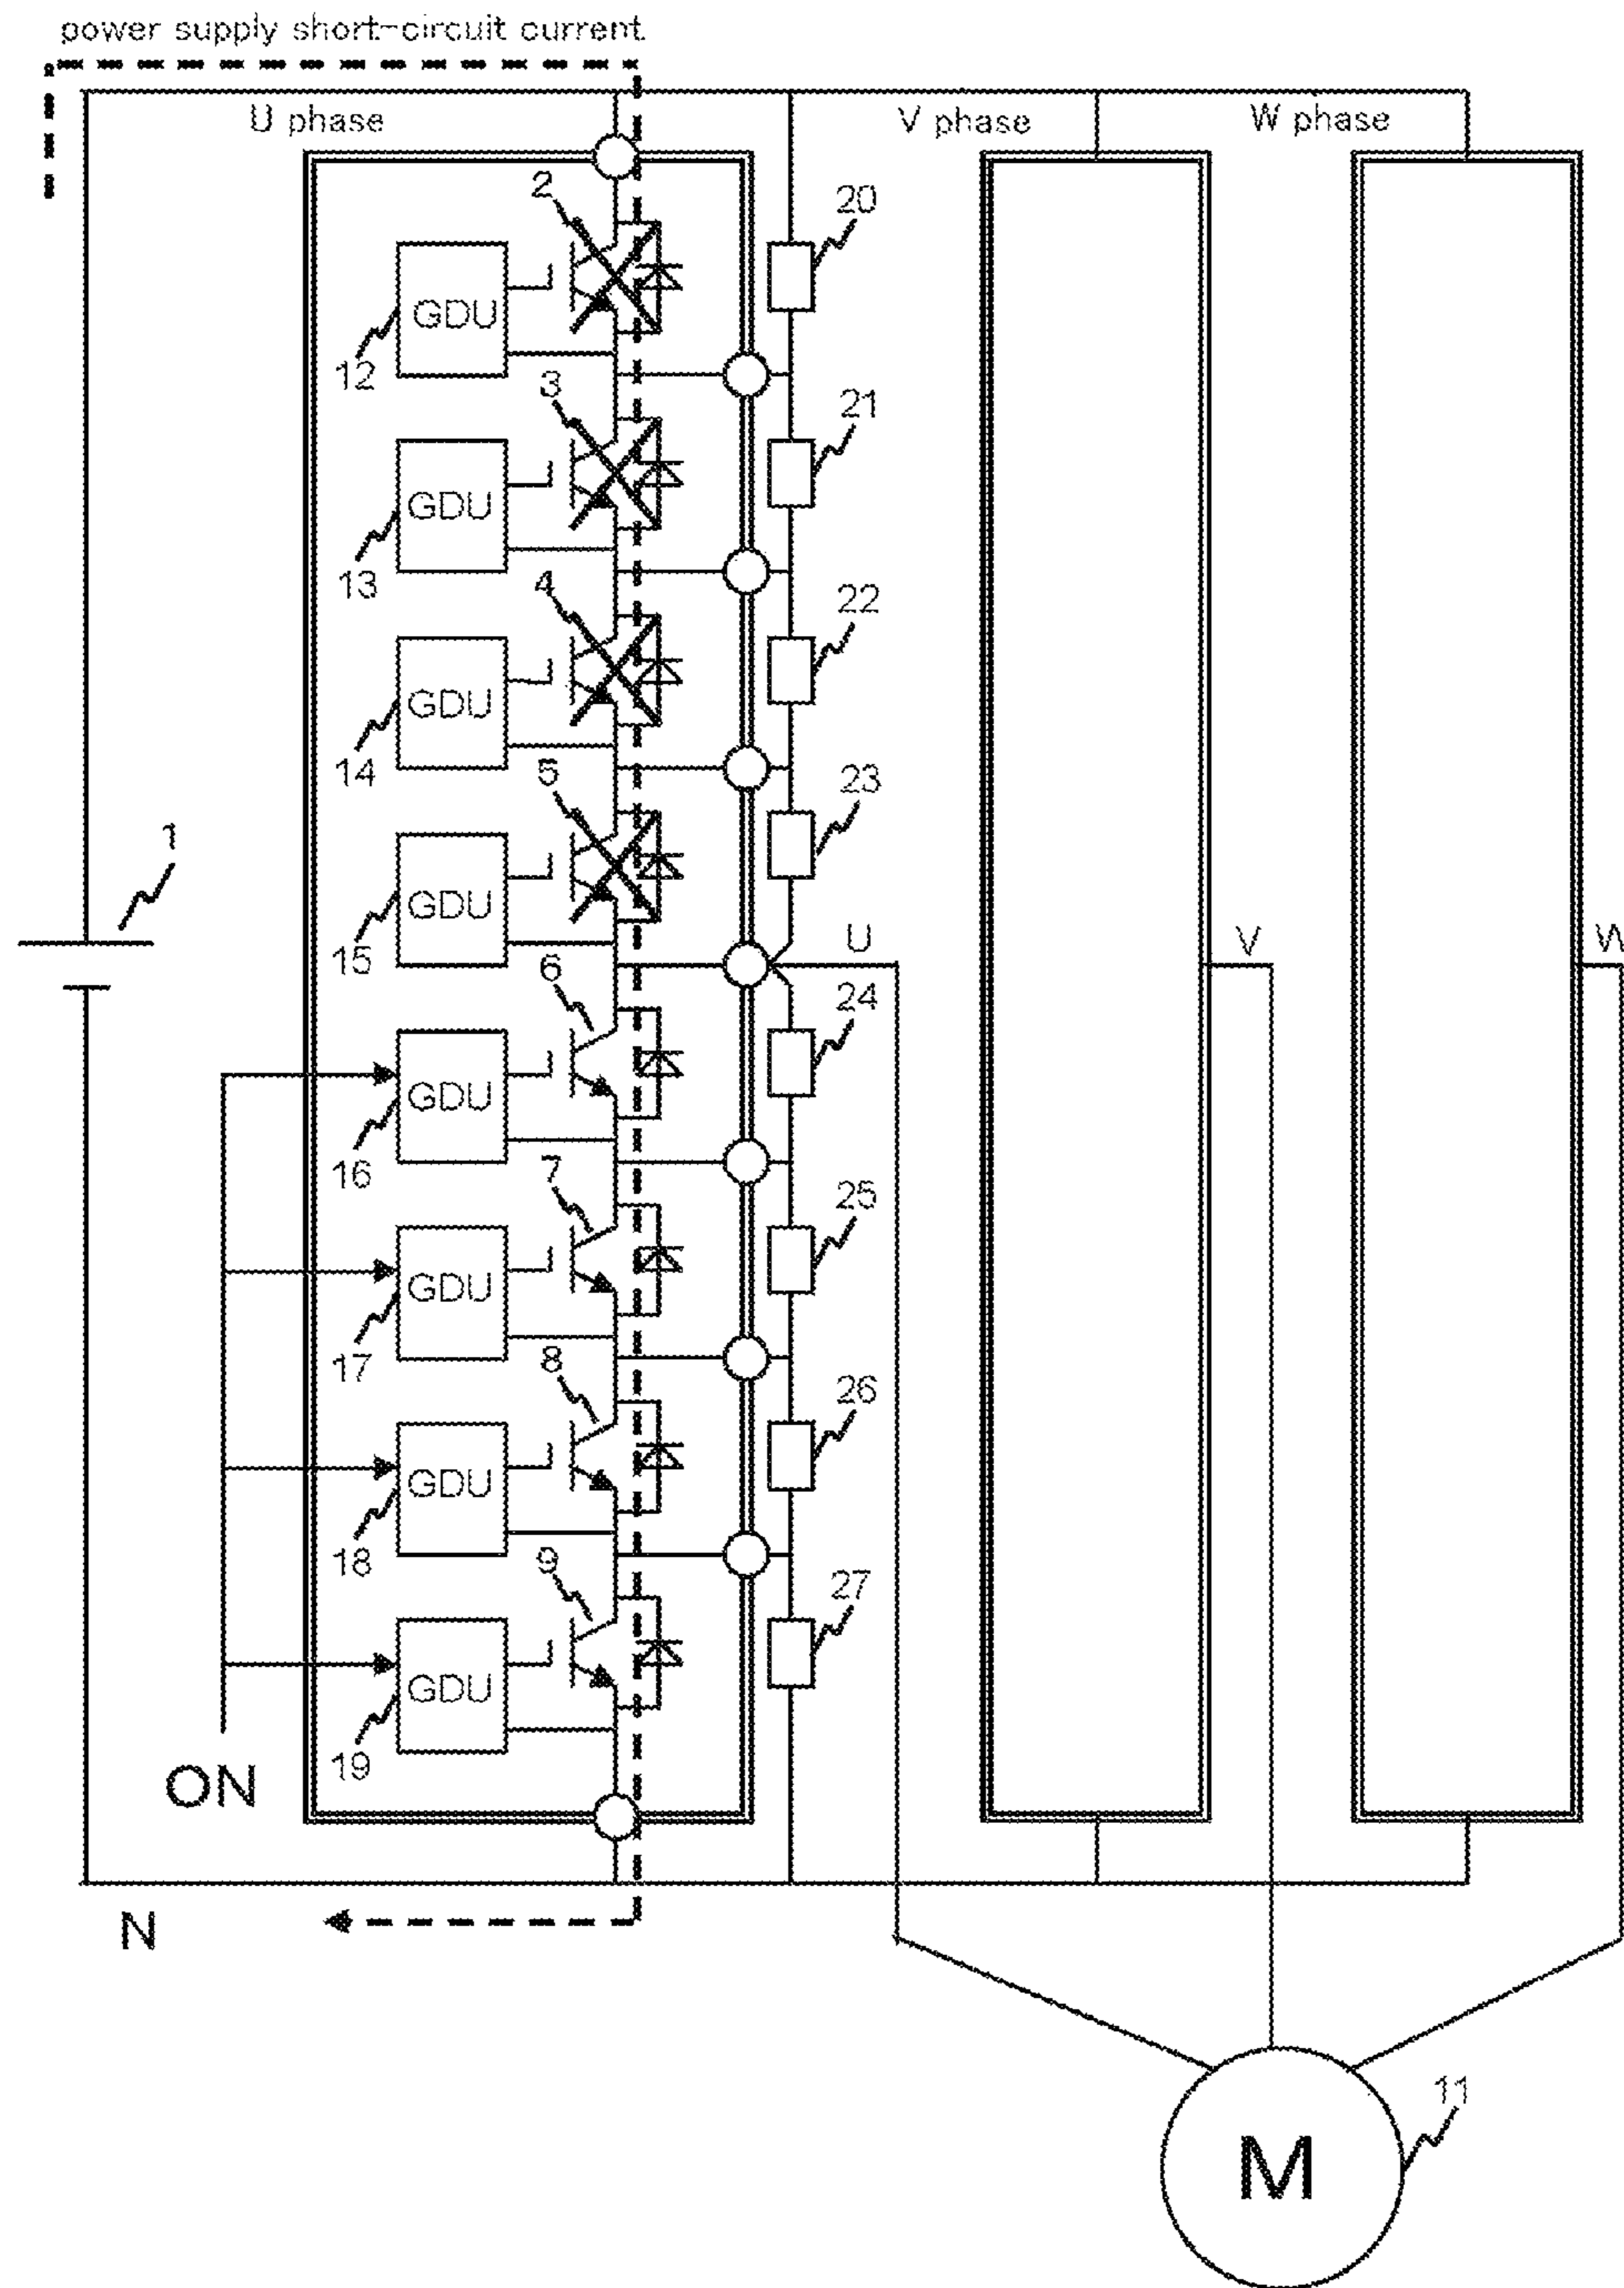 power supply short-circuit current
U phase
V phase
W phase
2
20
GDU
12
3
21
GDU
13
4
22
GDU
14
5
23
1
GDU
15
U
V
W
6
24
GDU
16
7
25
GDU
17
8
26
GDU
18
9
27
GDU
19
ON
N
11
M